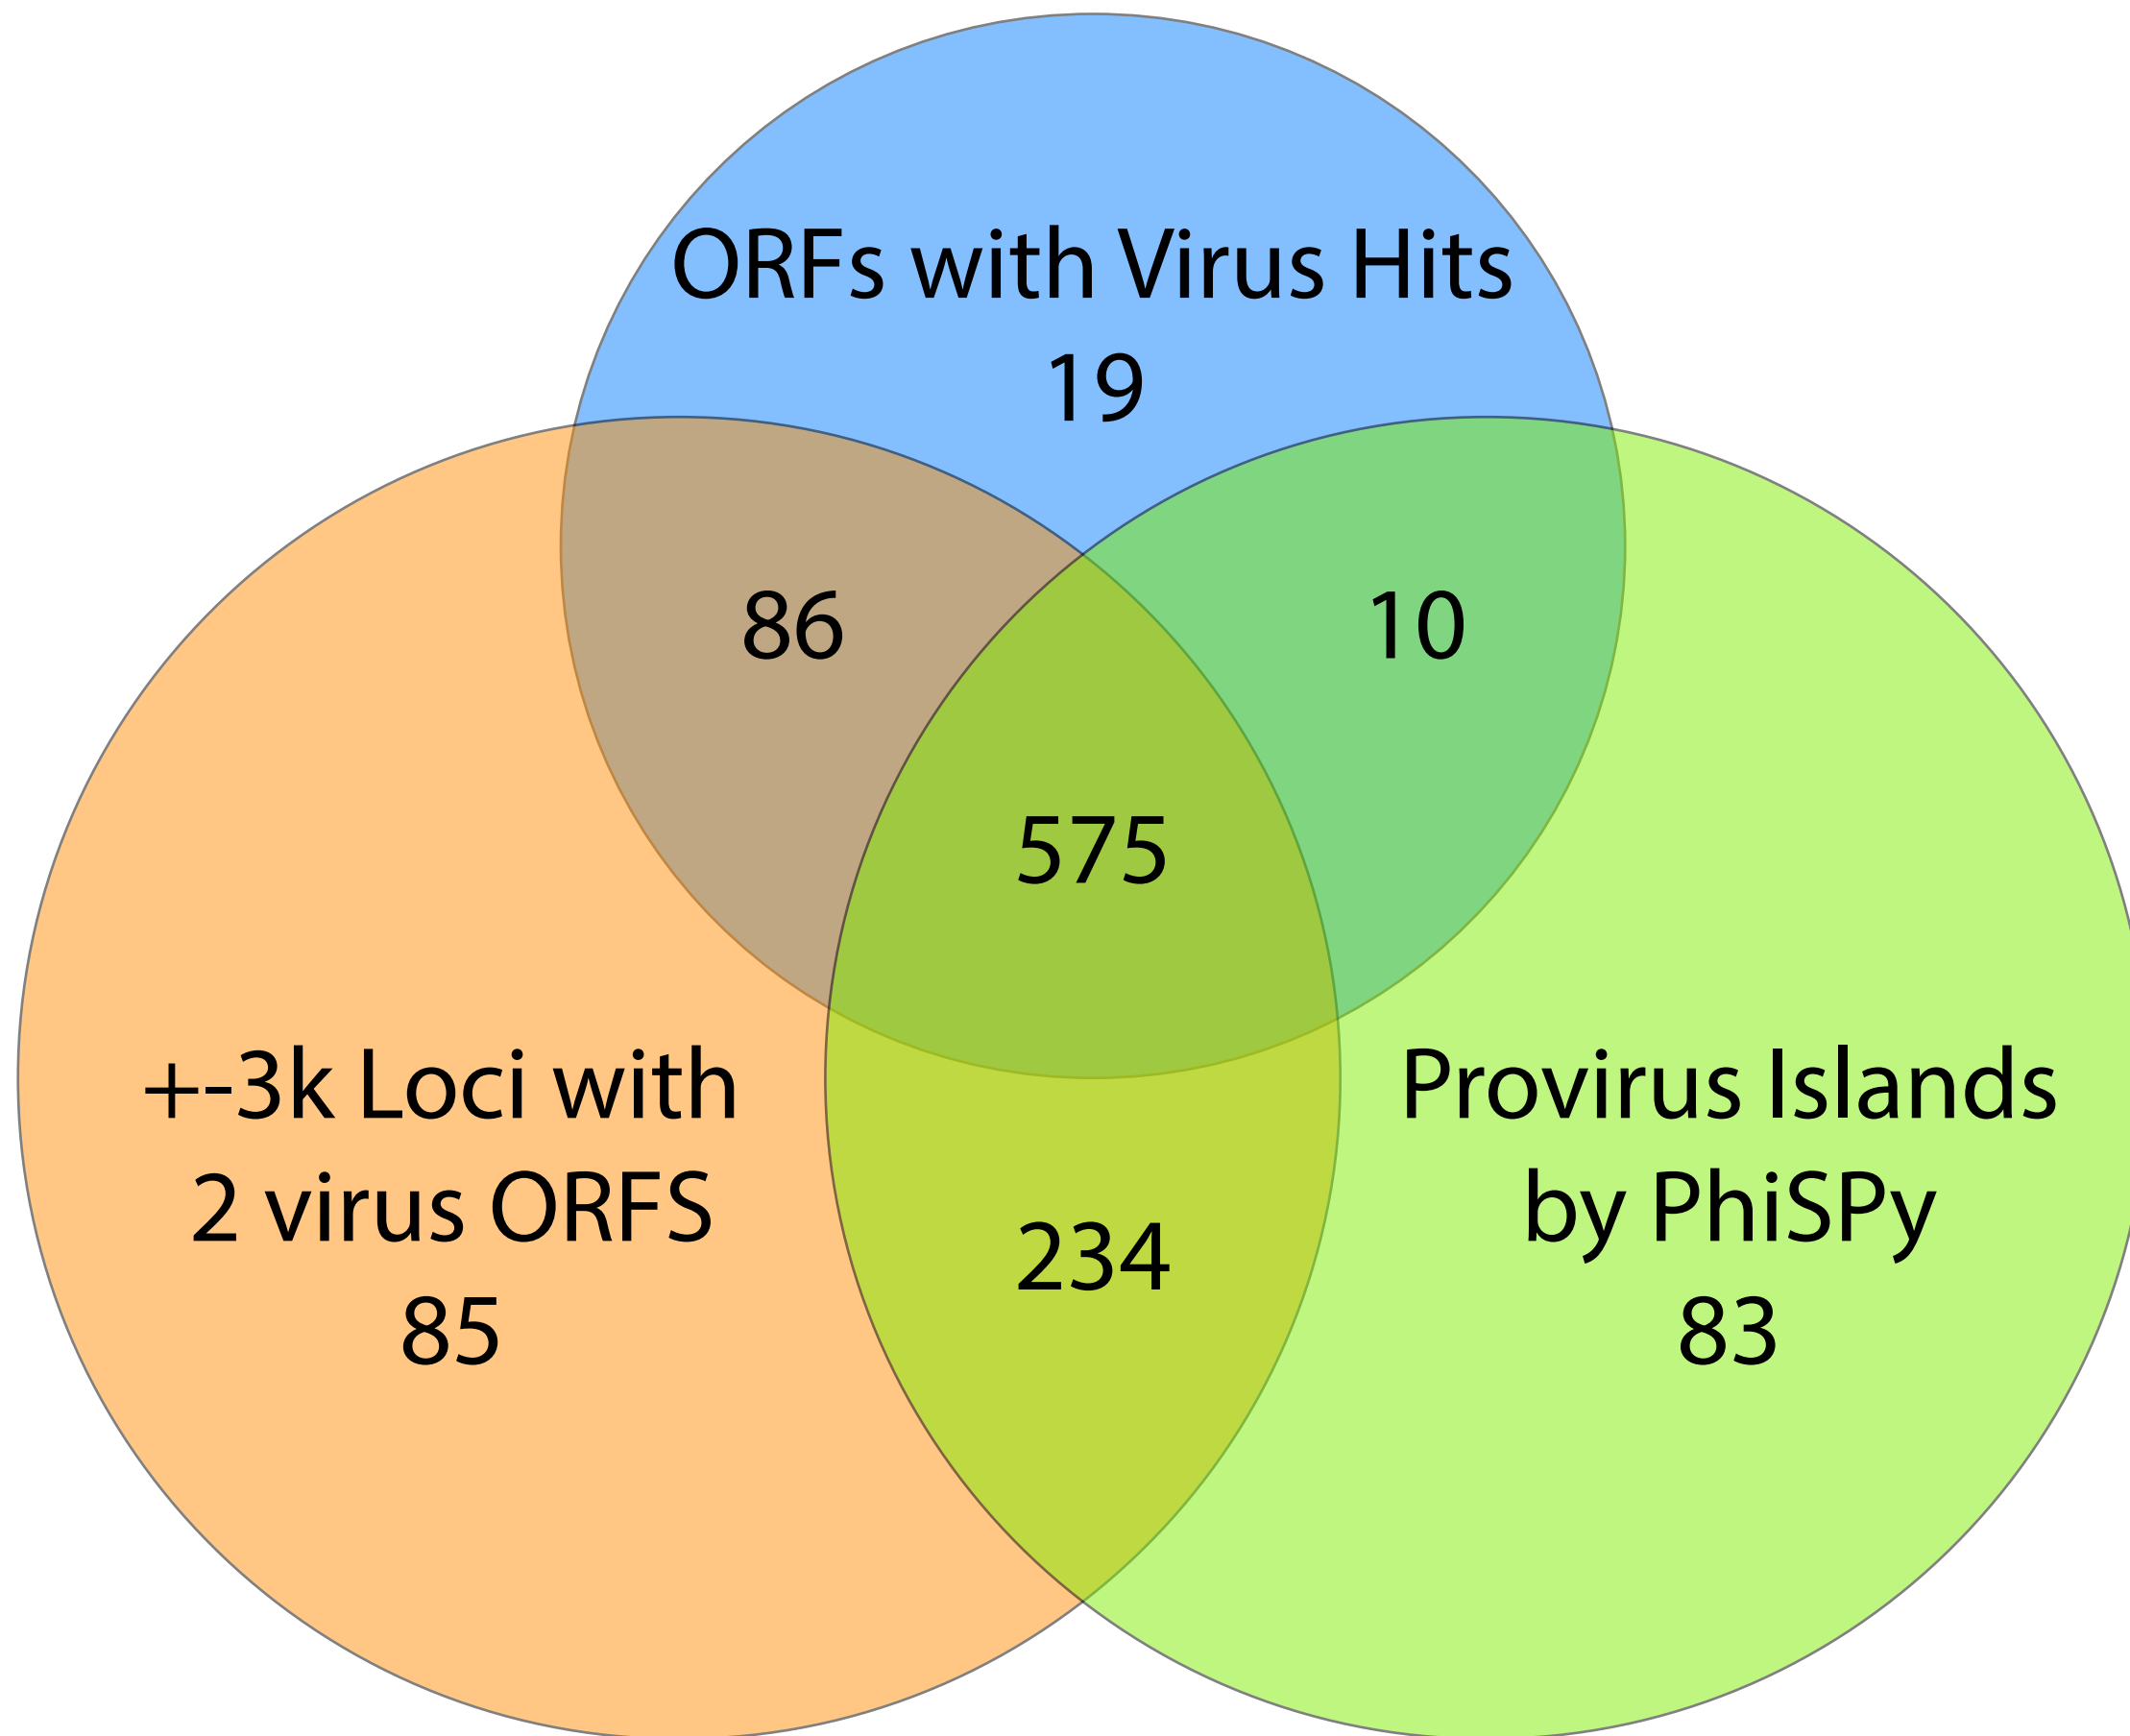 ORFs with Virus Hits
19
86
10
575
+-3k Loci with
2 virus ORFS
85
234
Provirus Islands
by PhiSPy
83